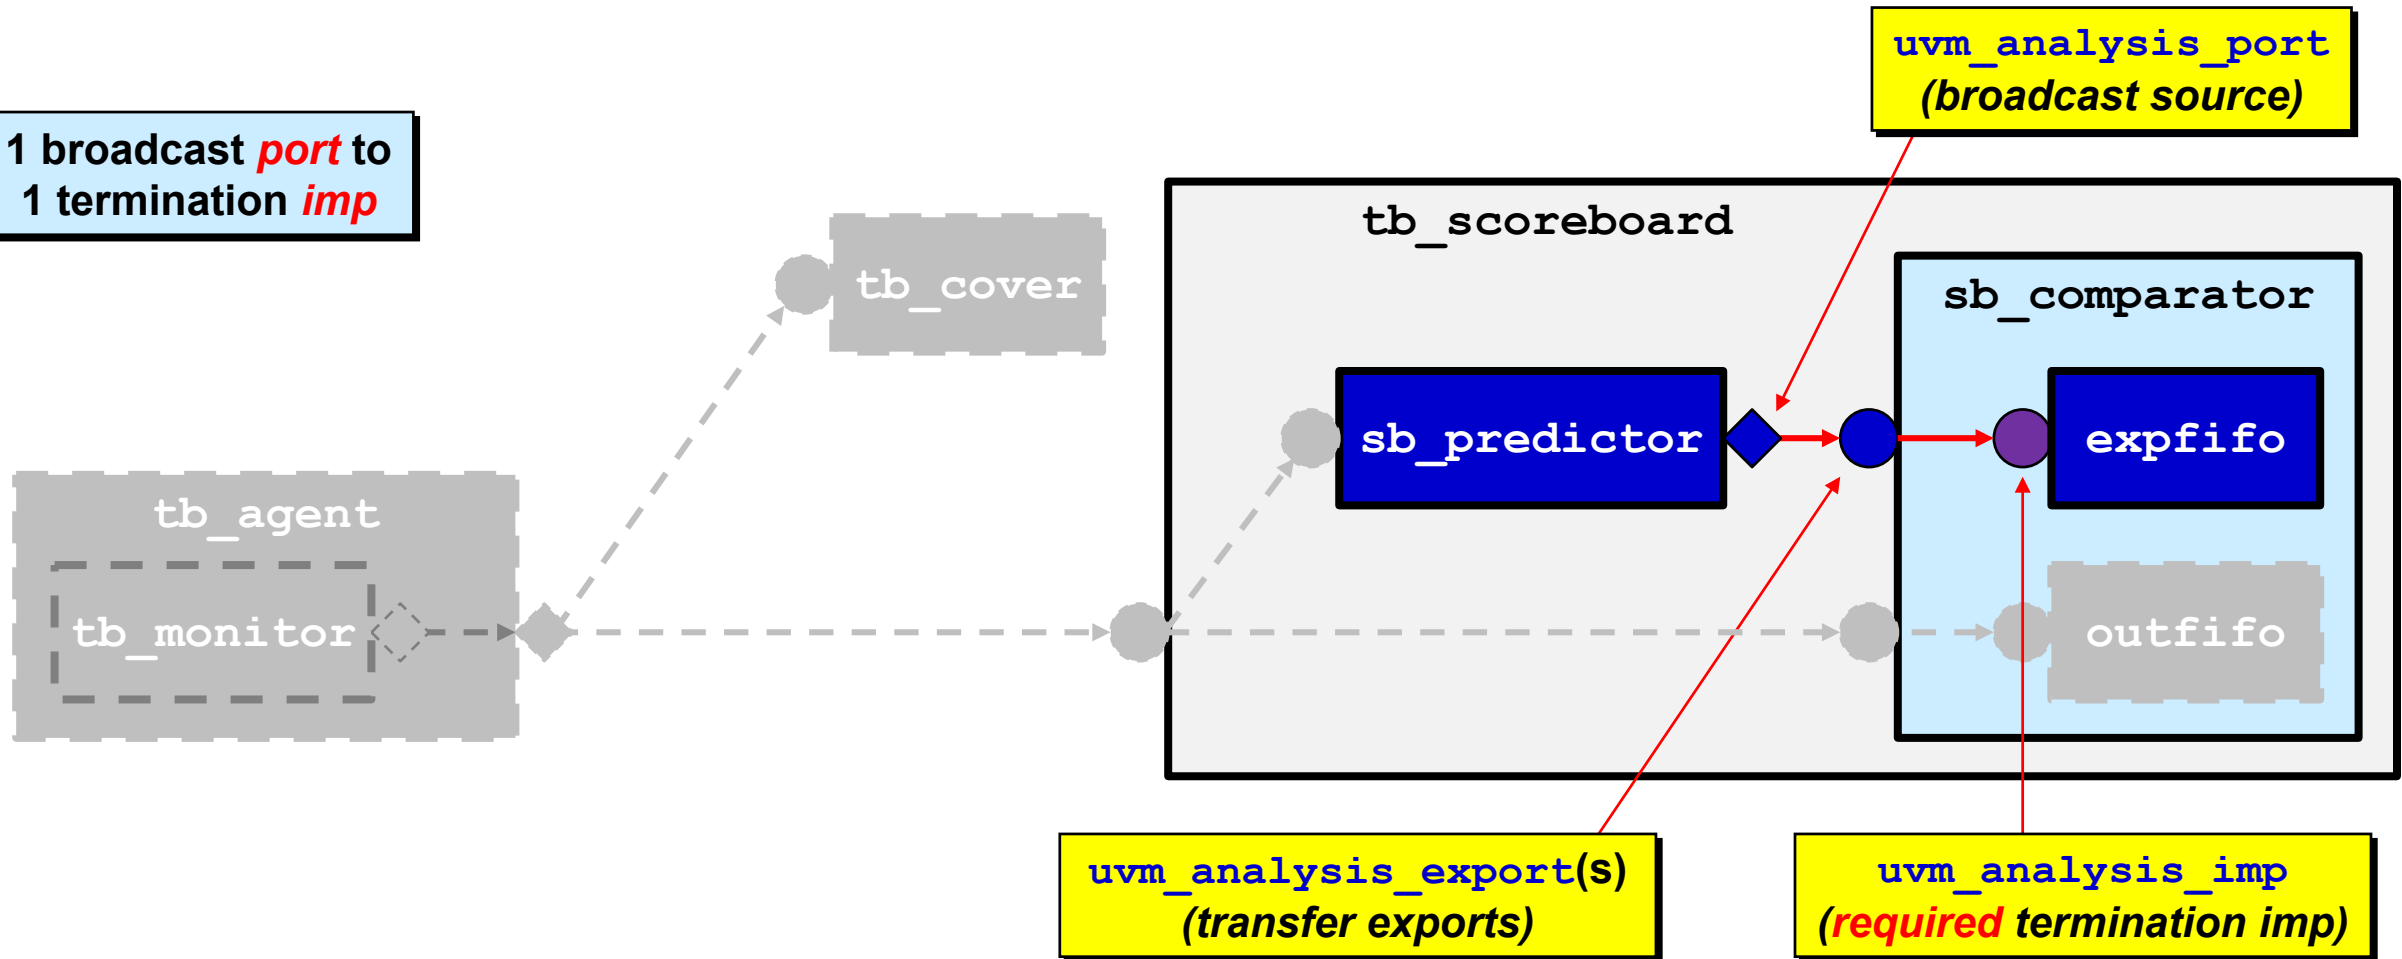 uvm_analysis_port
(broadcast source)
1 broadcast port to
1 termination imp
tb_scoreboard
tb_cover
sb_comparator
sb_predictor
expfifo
tb_agent
tb_monitor
outfifo
uvm_analysis_export(s)
(transfer exports)
uvm_analysis_imp
(required termination imp)